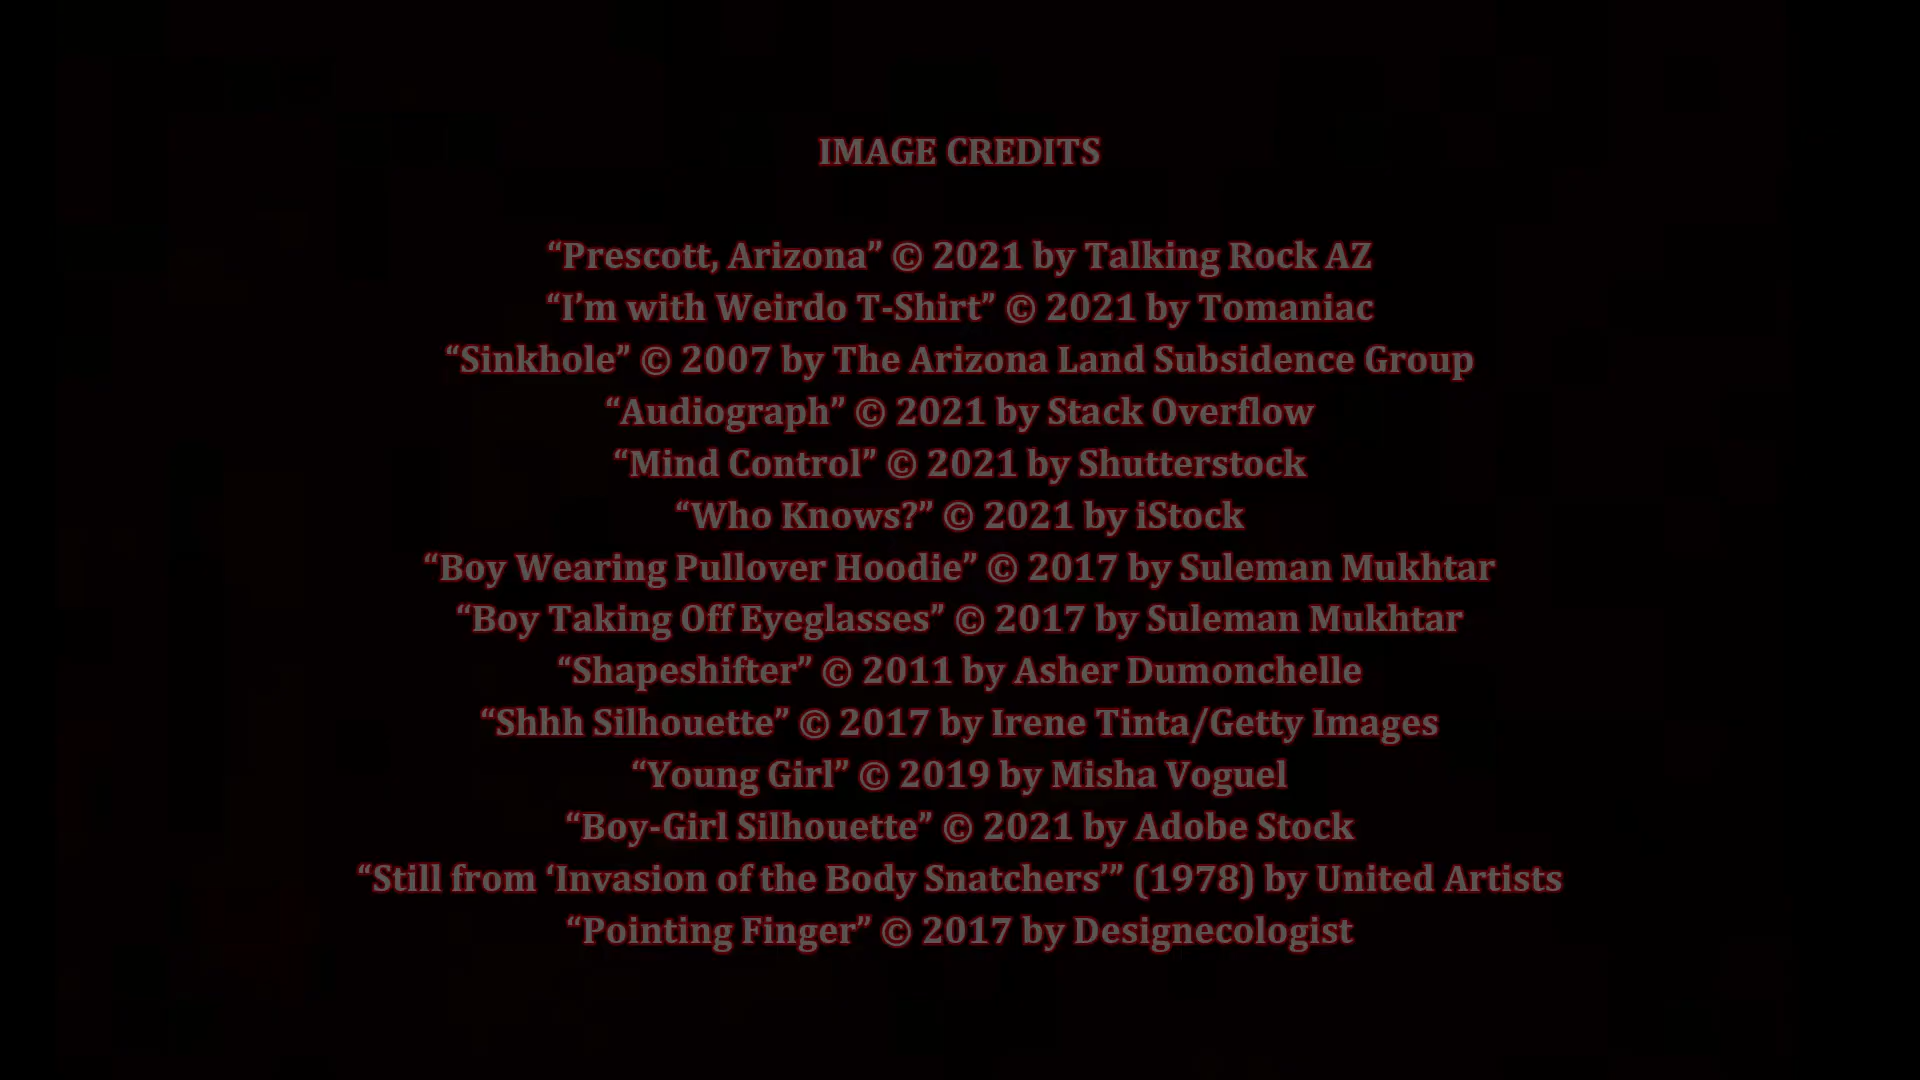 IMAGE CREDITS
“Prescott, Arizona” © 2021 by Talking Rock AZ
“I’m with Weirdo T-Shirt” © 2021 by Tomaniac
“Sinkhole” © 2007 by The Arizona Land Subsidence Group
“Audiograph” © 2021 by Stack Overflow
“Mind Control” © 2021 by Shutterstock
“Who Knows?” © 2021 by iStock
“Boy Wearing Pullover Hoodie” © 2017 by Suleman Mukhtar
“Boy Taking Off Eyeglasses” © 2017 by Suleman Mukhtar
“Shapeshifter” © 2011 by Asher Dumonchelle
“Shhh Silhouette” © 2017 by Irene Tinta/Getty Images
“Young Girl” © 2019 by Misha Voguel
“Boy-Girl Silhouette” © 2021 by Adobe Stock
“Still from ‘Invasion of the Body Snatchers’” (1978) by United Artists
“Pointing Finger” © 2017 by Designecologist